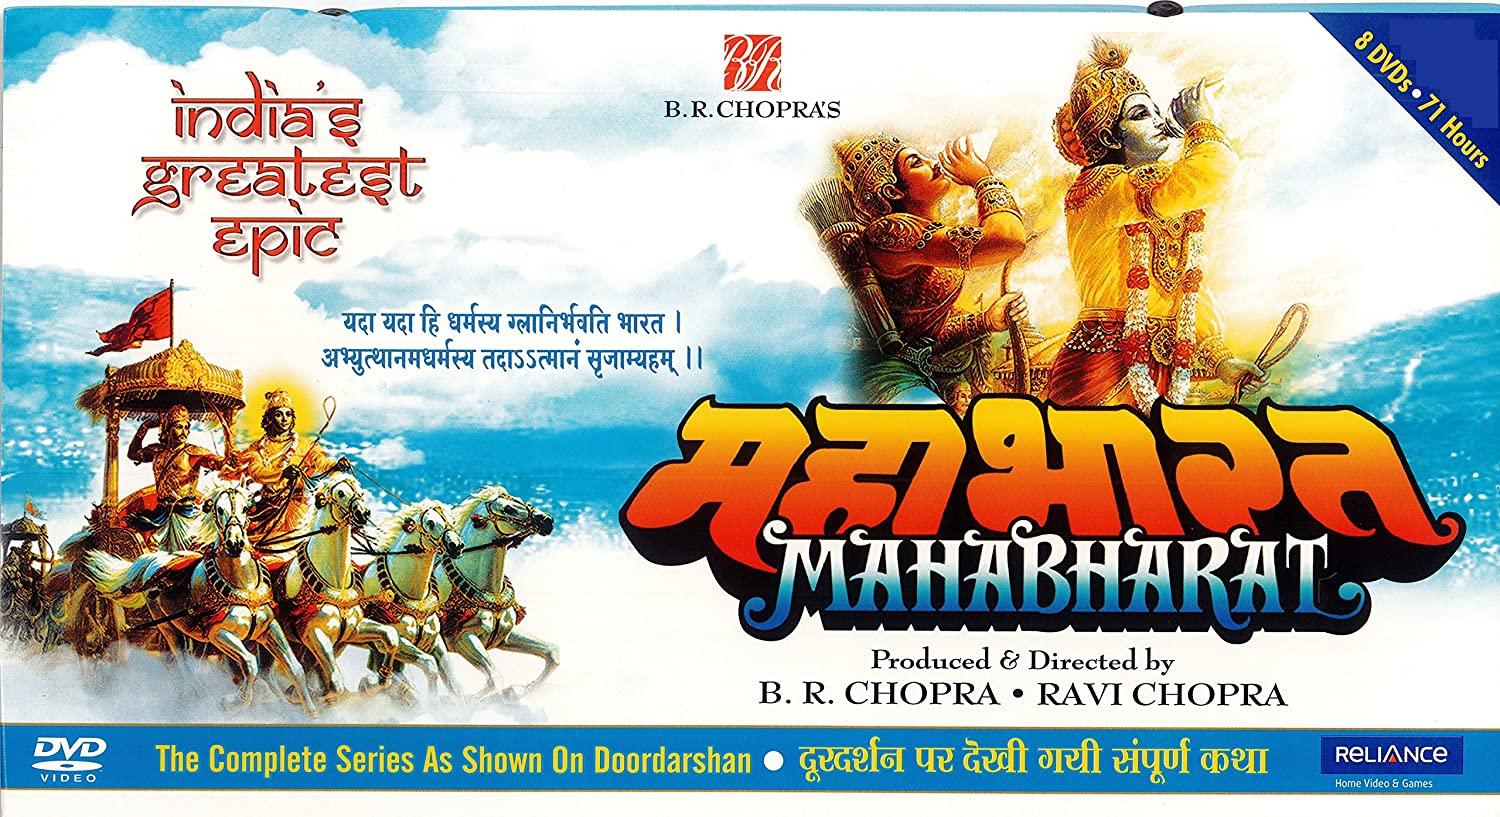 India's
greatest
epic
BR
B.R.CHOPRA'S
8 DVDs • 71 Hours
यदा यदा हि धर्मस्य ग्लानिर्भवति भारत ।
अभ्युत्थानमधर्मस्य तदाऽऽत्मानं सृजाम्यहम् ।।
महाभारत
MAHABHARAT
Produced & Directed by
B. R. CHOPRA • RAVI CHOPRA
DVD
VIDEO
The Complete Series As Shown On Doordarshan • दूरदर्शन पर देखी गयी संपूर्ण कथा
RELIANCE
Home Video & Games